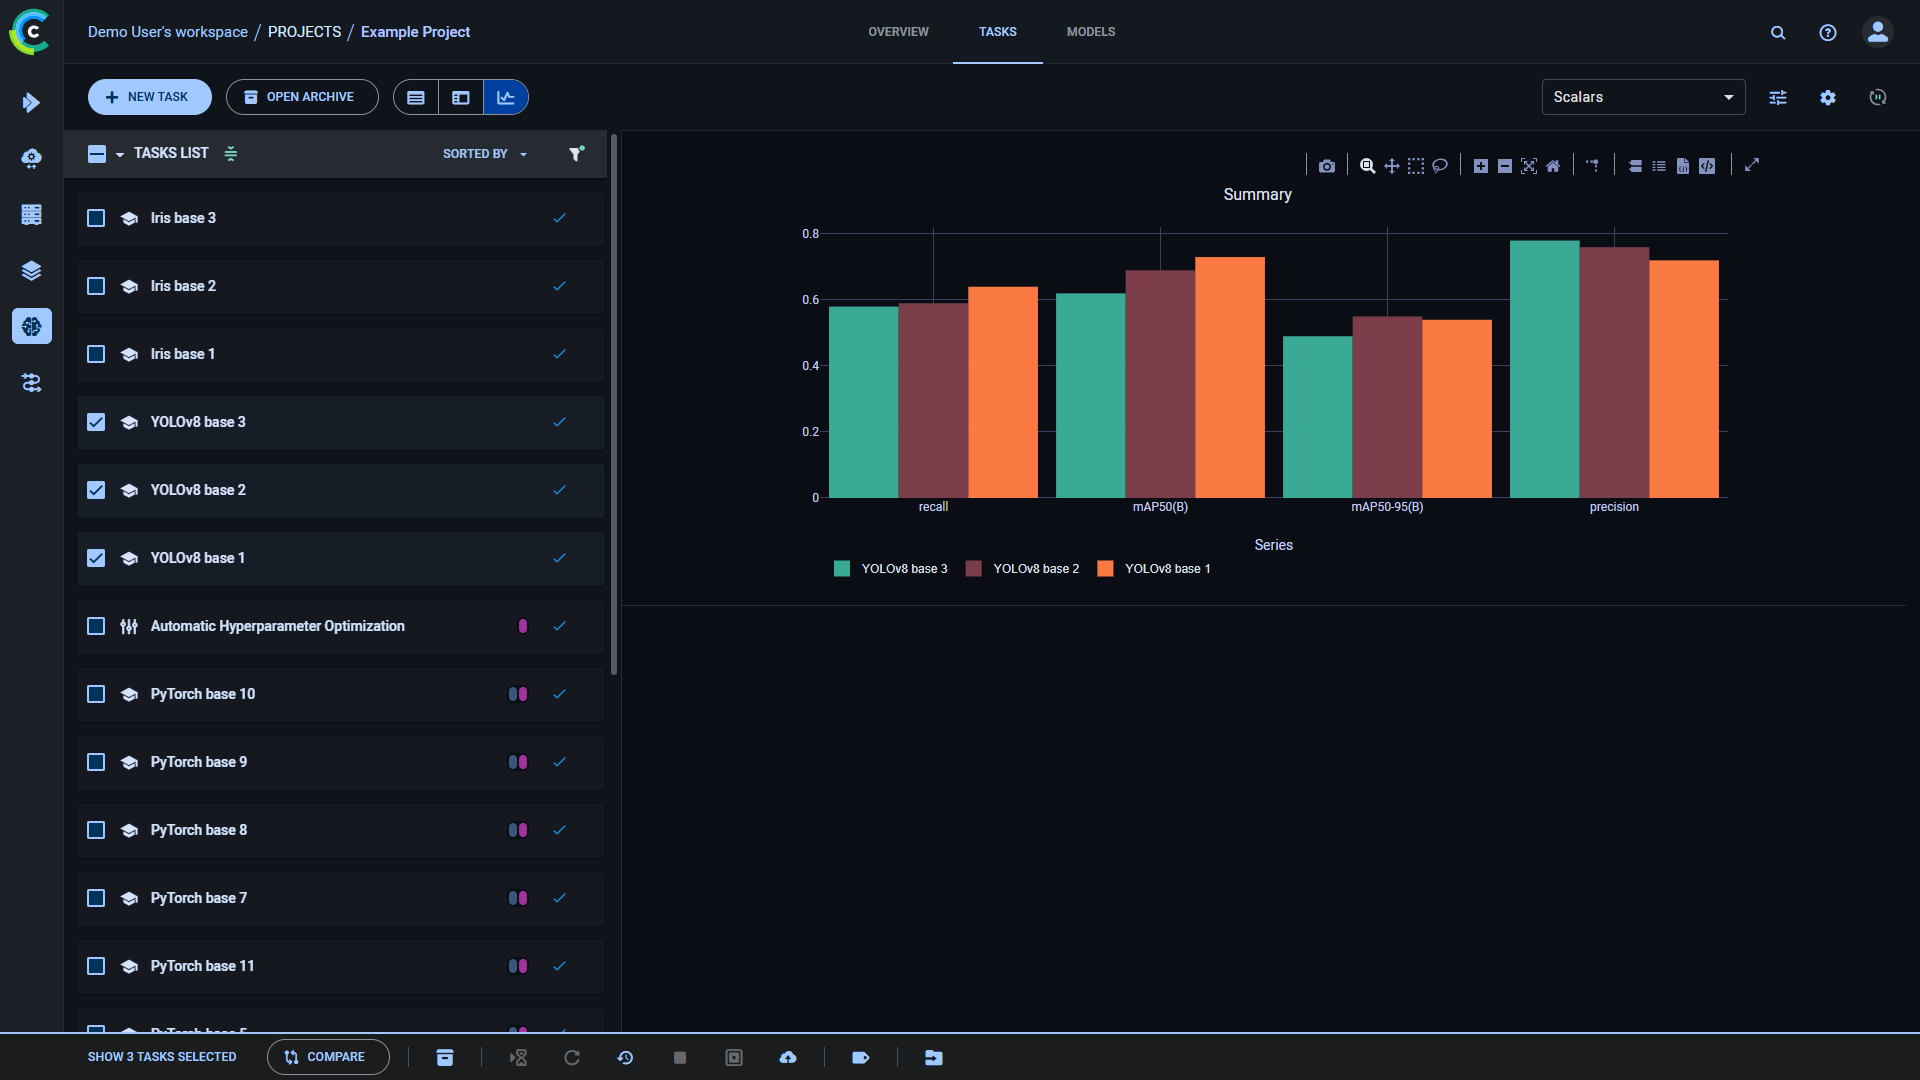 Demo User's workspace / PROJECTS / Example Project
OVERVIEW
TASKS
MODELS
NEW TASK
OPEN ARCHIVE
Scalars
TASKS LIST
SORTED BY
Iris base 3
Iris base 2
Iris base 1
YOLOv8 base 3
YOLOv8 base 2
YOLOv8 base 1
Automatic Hyperparameter Optimization
PyTorch base 10
PyTorch base 9
PyTorch base 8
PyTorch base 7
PyTorch base 11
PyTorch base 5
Summary
0.8
0.6
0.4
0.2
0
recall
mAP50(B)
mAP50-95(B)
precision
Series
YOLOv8 base 3
YOLOv8 base 2
YOLOv8 base 1
SHOW 3 TASKS SELECTED
COMPARE